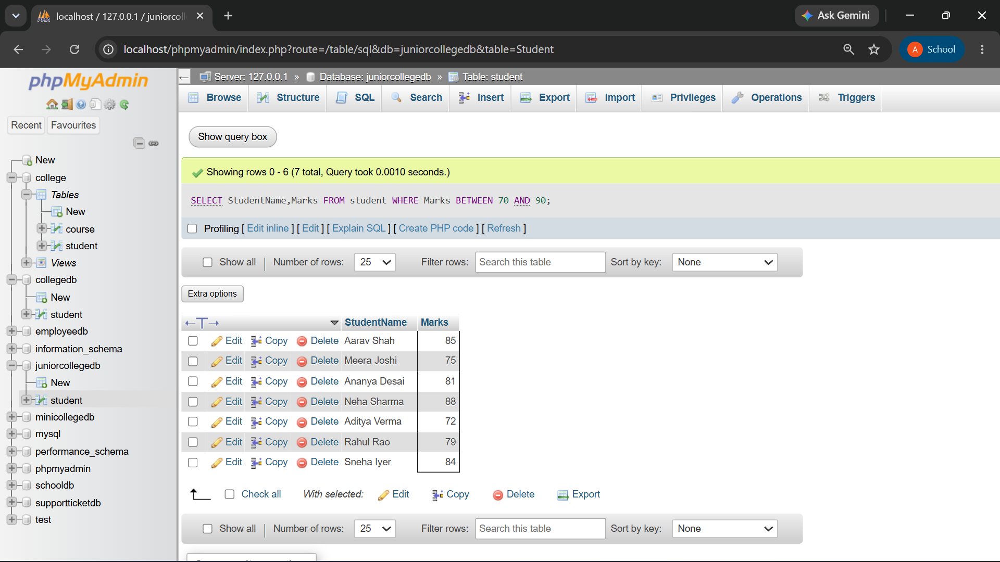 localhost / 127.0.0.1 / juniorcoll
Ask Gemini
localhost/phpmyadmin/index.php?route=/table/sql&db=juniorcollegedb&table=Student
A School
phpMyAdmin
Recent Favourites
New
college
Tables
New
course
student
Views
collegedb
New
student
employeedb
information_schema
juniorcollegedb
New
student
minicollegedb
mysql
performance_schema
phpmyadmin
schooldb
supportticketdb
test
Server: 127.0.0.1 » Database: juniorcollegedb » Table: student
Browse Structure SQL Search Insert Export Import Privileges Operations Triggers
Show query box
Showing rows 0 - 6 (7 total, Query took 0.0010 seconds.)
SELECT StudentName,Marks FROM student WHERE Marks BETWEEN 70 AND 90;
Profiling [ Edit inline ] [ Edit ] [ Explain SQL ] [ Create PHP code ] [ Refresh ]
Show all Number of rows: 25 Filter rows: Search this table Sort by key: None
Extra options
StudentName Marks
Edit Copy Delete Aarav Shah 85
Edit Copy Delete Meera Joshi 75
Edit Copy Delete Ananya Desai 81
Edit Copy Delete Neha Sharma 88
Edit Copy Delete Aditya Verma 72
Edit Copy Delete Rahul Rao 79
Edit Copy Delete Sneha Iyer 84
Check all With selected: Edit Copy Delete Export
Show all Number of rows: 25 Filter rows: Search this table Sort by key: None